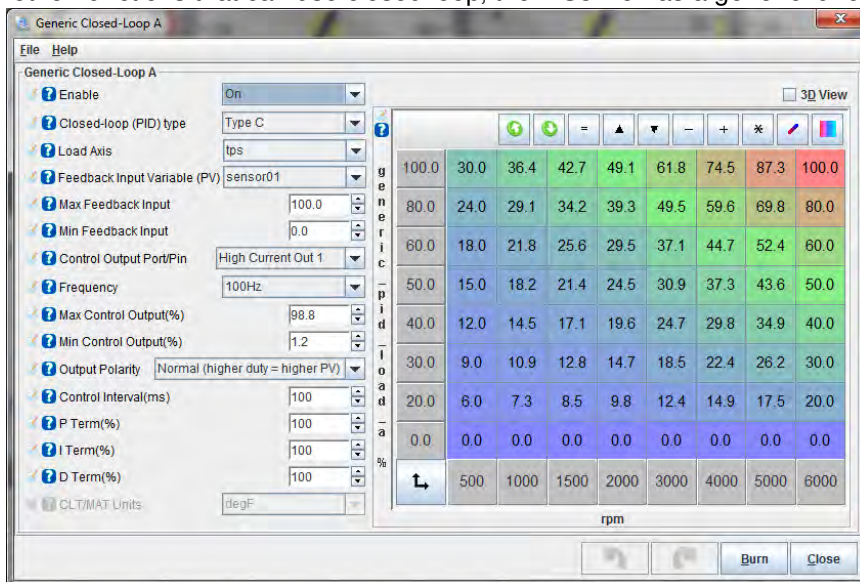 Generic Closed-Loop A
File Help
Generic Closed-Loop A
Enable On
Closed-loop (PID) type Type C
Load Axis tps
Feedback Input Variable (PV) sensor01
Max Feedback Input 100.0
Min Feedback Input 0.0
Control Output Port/Pin High Current Out 1
Frequency 100Hz
Max Control Output(%) 98.8
Min Control Output(%) 1.2
Output Polarity Normal (higher duty = higher PV)
Control Interval(ms) 100
P Term(%) 100
I Term(%) 100
D Term(%) 100
CLT/MAT Units degF
3D View
= - + *
generic_pid_load_a %
100.0 30.0 36.4 42.7 49.1 61.8 74.5 87.3 100.0
80.0 24.0 29.1 34.2 39.3 49.5 59.6 69.8 80.0
60.0 18.0 21.8 25.6 29.5 37.1 44.7 52.4 60.0
50.0 15.0 18.2 21.4 24.5 30.9 37.3 43.6 50.0
40.0 12.0 14.5 17.1 19.6 24.7 29.8 34.9 40.0
30.0 9.0 10.9 12.8 14.7 18.5 22.4 26.2 30.0
20.0 6.0 7.3 8.5 9.8 12.4 14.9 17.5 20.0
0.0 0.0 0.0 0.0 0.0 0.0 0.0 0.0 0.0
500 1000 1500 2000 3000 4000 5000 6000
rpm
Burn Close